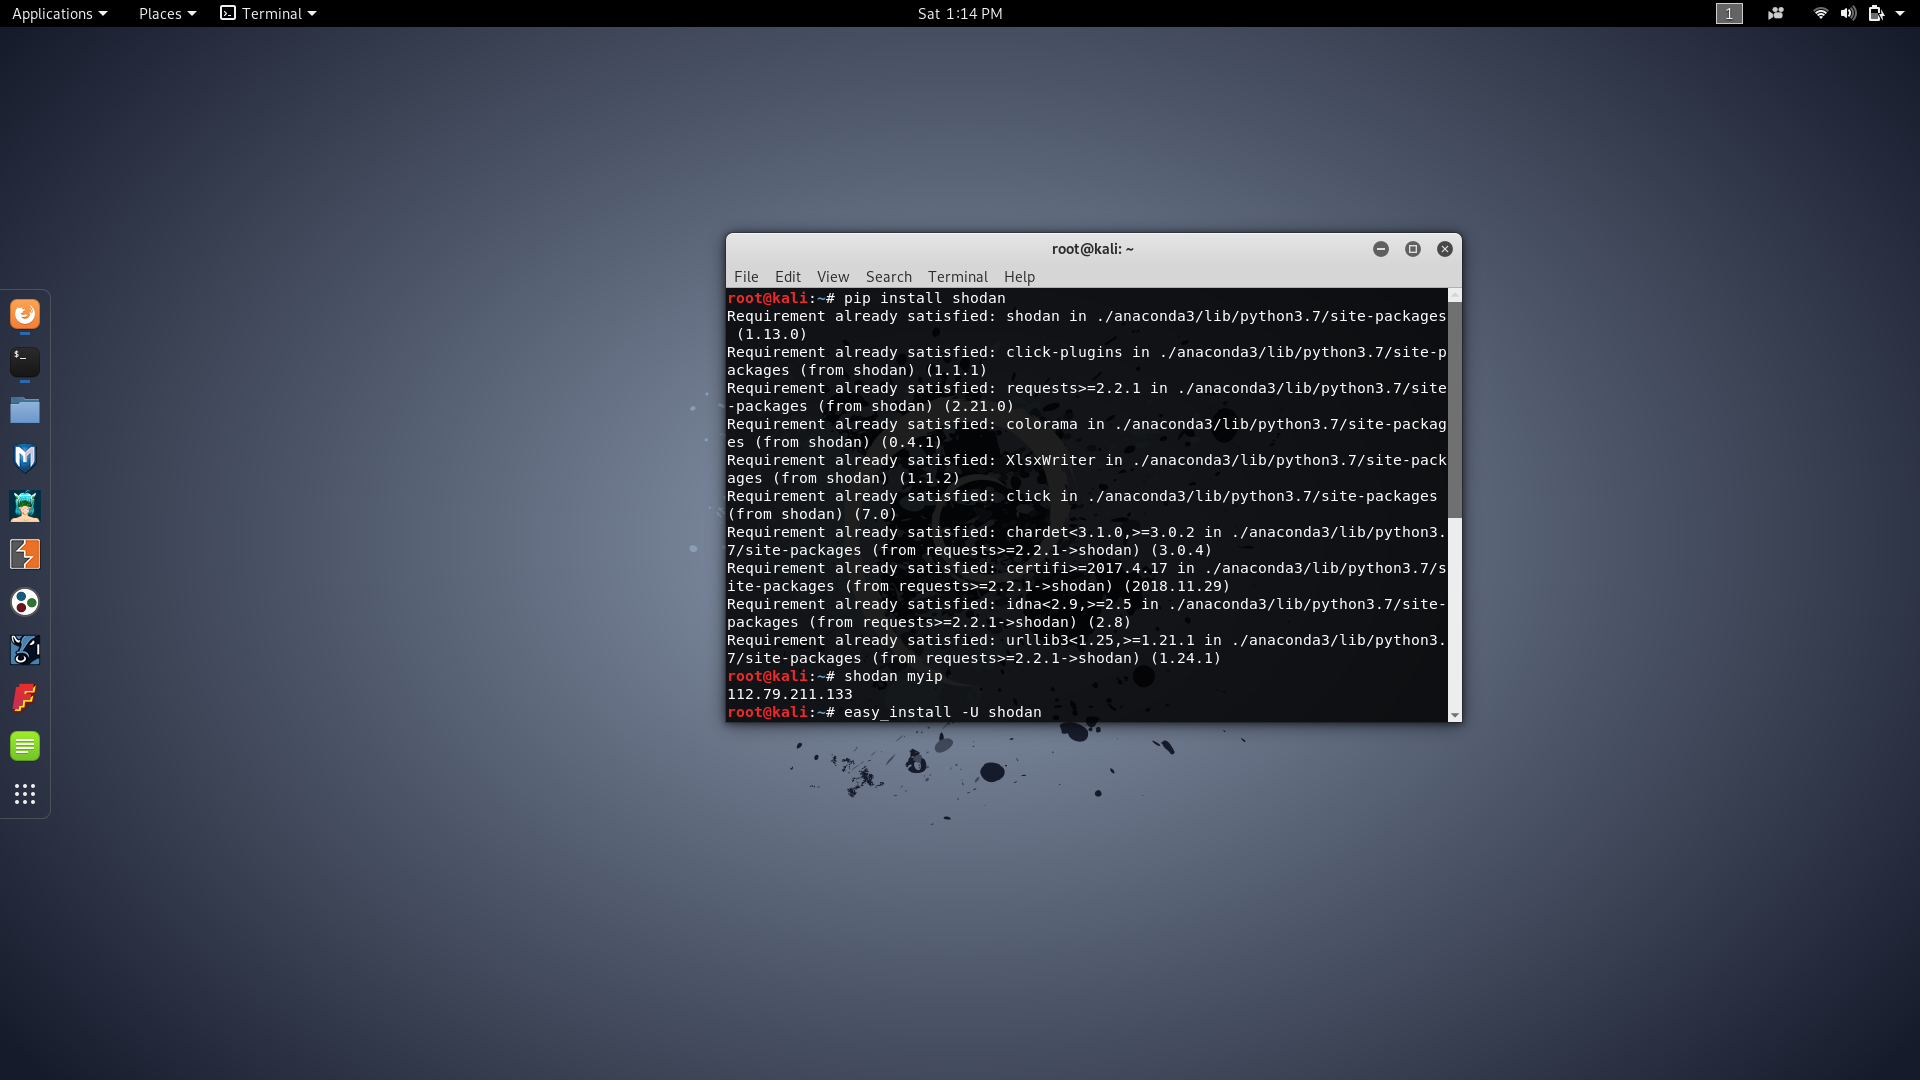 Applications Places Terminal Sat 1:14 PM 1
root@kali: ~
File Edit View Search Terminal Help
root@kali:~# pip install shodan
Requirement already satisfied: shodan in ./anaconda3/lib/python3.7/site-packages
 (1.13.0)
Requirement already satisfied: click-plugins in ./anaconda3/lib/python3.7/site-p
ackages (from shodan) (1.1.1)
Requirement already satisfied: requests>=2.2.1 in ./anaconda3/lib/python3.7/site
-packages (from shodan) (2.21.0)
Requirement already satisfied: colorama in ./anaconda3/lib/python3.7/site-packag
es (from shodan) (0.4.1)
Requirement already satisfied: XlsxWriter in ./anaconda3/lib/python3.7/site-pack
ages (from shodan) (1.1.2)
Requirement already satisfied: click in ./anaconda3/lib/python3.7/site-packages
(from shodan) (7.0)
Requirement already satisfied: chardet<3.1.0,>=3.0.2 in ./anaconda3/lib/python3.
7/site-packages (from requests>=2.2.1->shodan) (3.0.4)
Requirement already satisfied: certifi>=2017.4.17 in ./anaconda3/lib/python3.7/s
ite-packages (from requests>=2.2.1->shodan) (2018.11.29)
Requirement already satisfied: idna<2.9,>=2.5 in ./anaconda3/lib/python3.7/site-
packages (from requests>=2.2.1->shodan) (2.8)
Requirement already satisfied: urllib3<1.25,>=1.21.1 in ./anaconda3/lib/python3.
7/site-packages (from requests>=2.2.1->shodan) (1.24.1)
root@kali:~# shodan myip
112.79.211.133
root@kali:~# easy_install -U shodan
$_